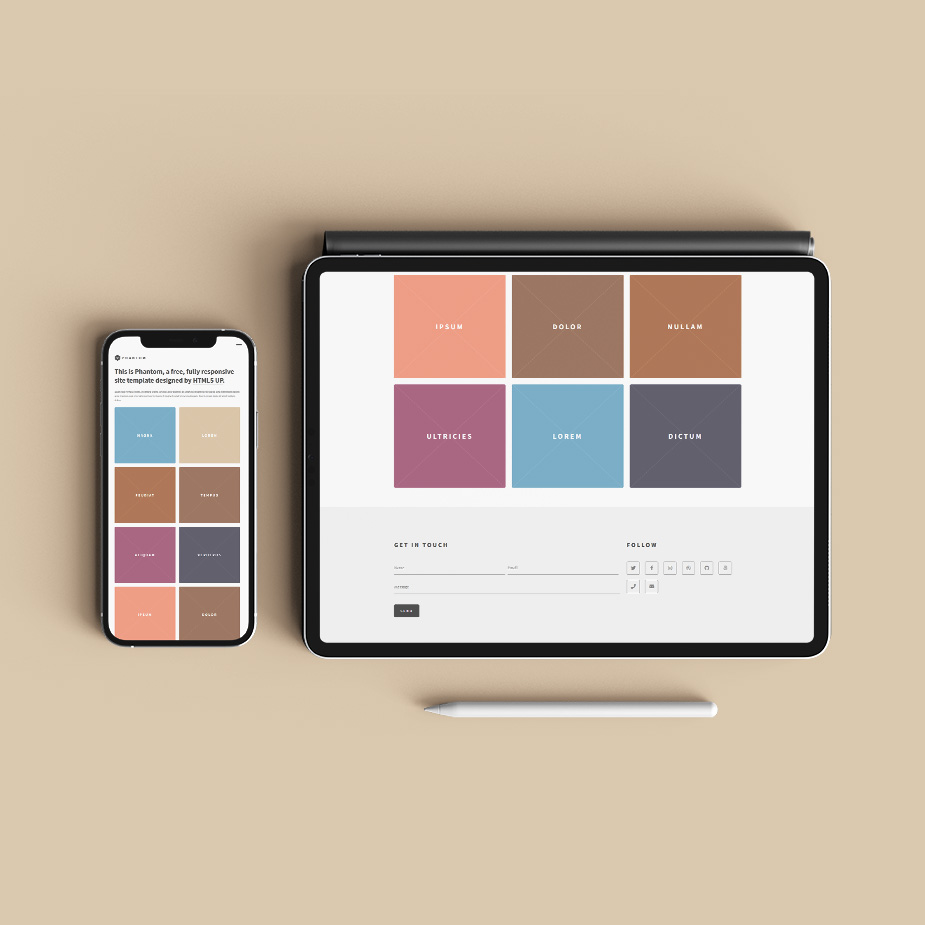 PHANTOM
This is Phantom, a free, fully responsive
site template designed by HTML5 UP.
MAGNA
LOREM
FEUGIAT
TEMPUS
ALIQUAM
VEROEROS
IPSUM
DOLOR
IPSUM
DOLOR
NULLAM
ULTRICIES
LOREM
DICTUM
GET IN TOUCH
FOLLOW
Name
Email
Message
SEND